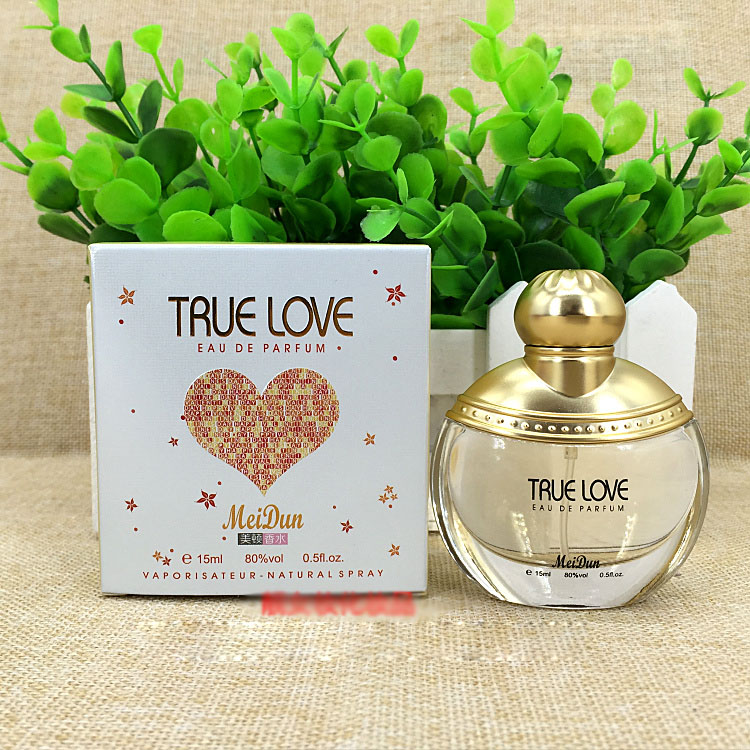 TRUE LOVE
EAU DE PARFUM
MeiDun
美顿香水
e 15ml 80%vol 0.5fl.oz.
VAPORISATEUR-NATURAL SPRAY
TRUE LOVE
EAU DE PARFUM
MeiDun
e 15ml 80%vol 0.5fl.oz.